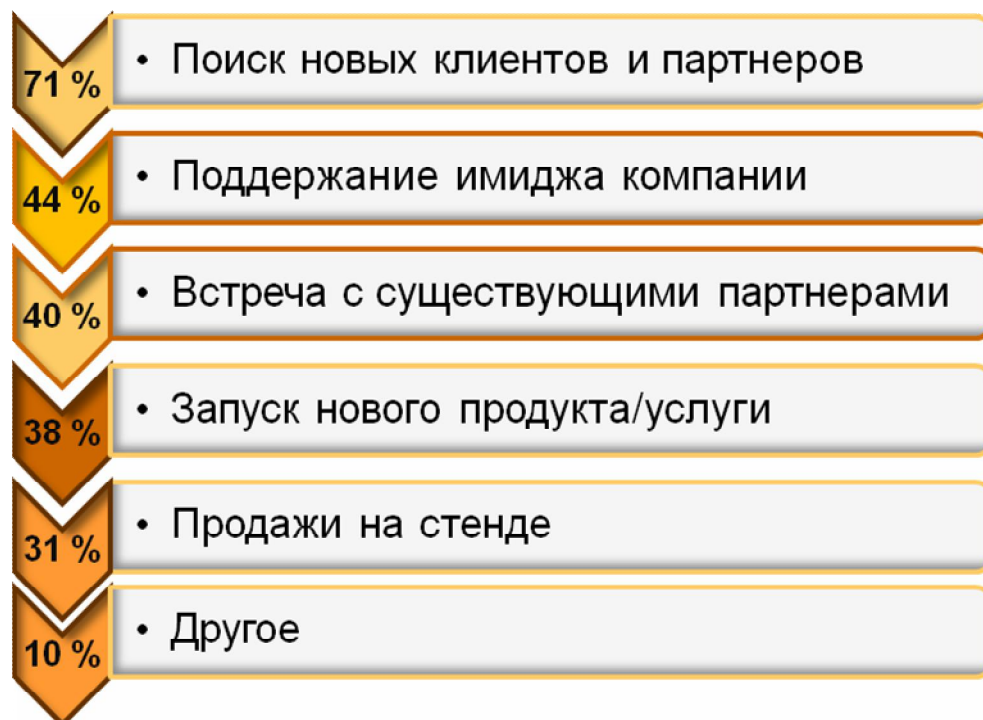 71 % • Поиск новых клиентов и партнеров
44 % • Поддержание имиджа компании
40 % • Встреча с существующими партнерами
38 % • Запуск нового продукта/услуги
31 % • Продажи на стенде
10 % • Другое